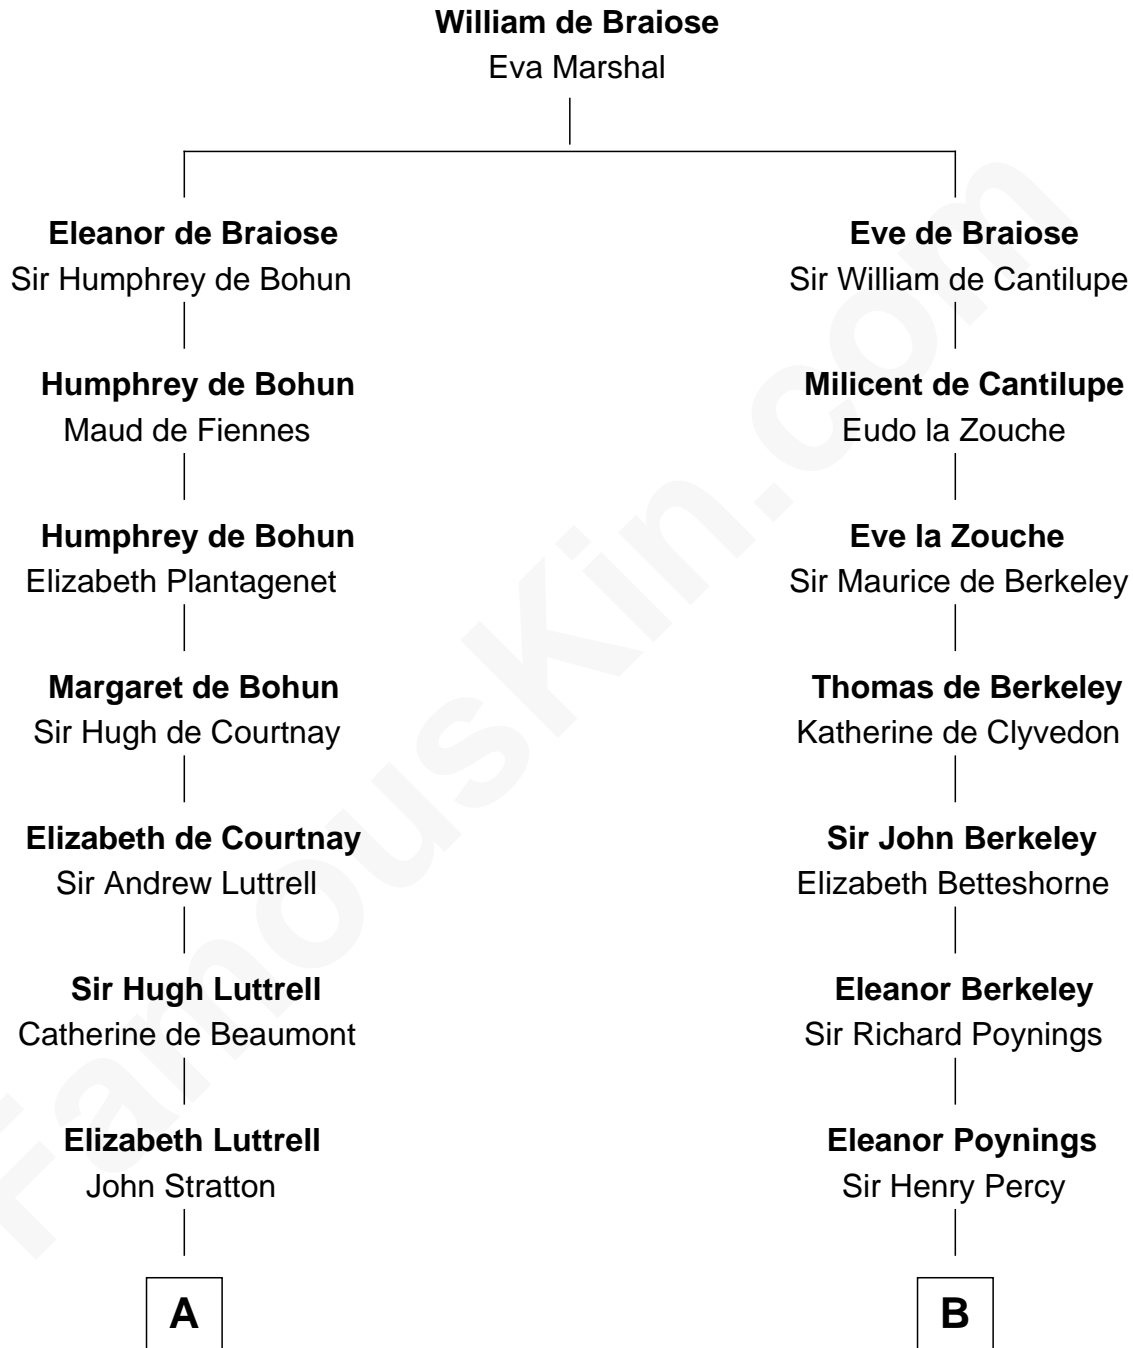 William de Braiose
Eva Marshal
Eleanor de Braiose
Sir Humphrey de Bohun
Eve de Braiose
Sir William de Cantilupe
Humphrey de Bohun
Maud de Fiennes
Milicent de Cantilupe
Eudo la Zouche
Humphrey de Bohun
Elizabeth Plantagenet
Eve la Zouche
Sir Maurice de Berkeley
Margaret de Bohun
Sir Hugh de Courtnay
Thomas de Berkeley
Katherine de Clyvedon
Elizabeth de Courtnay
Sir Andrew Luttrell
Sir John Berkeley
Elizabeth Betteshorne
Sir Hugh Luttrell
Catherine de Beaumont
Eleanor Berkeley
Sir Richard Poynings
Elizabeth Luttrell
John Stratton
Eleanor Poynings
Sir Henry Percy
A
B
FamousKin.com